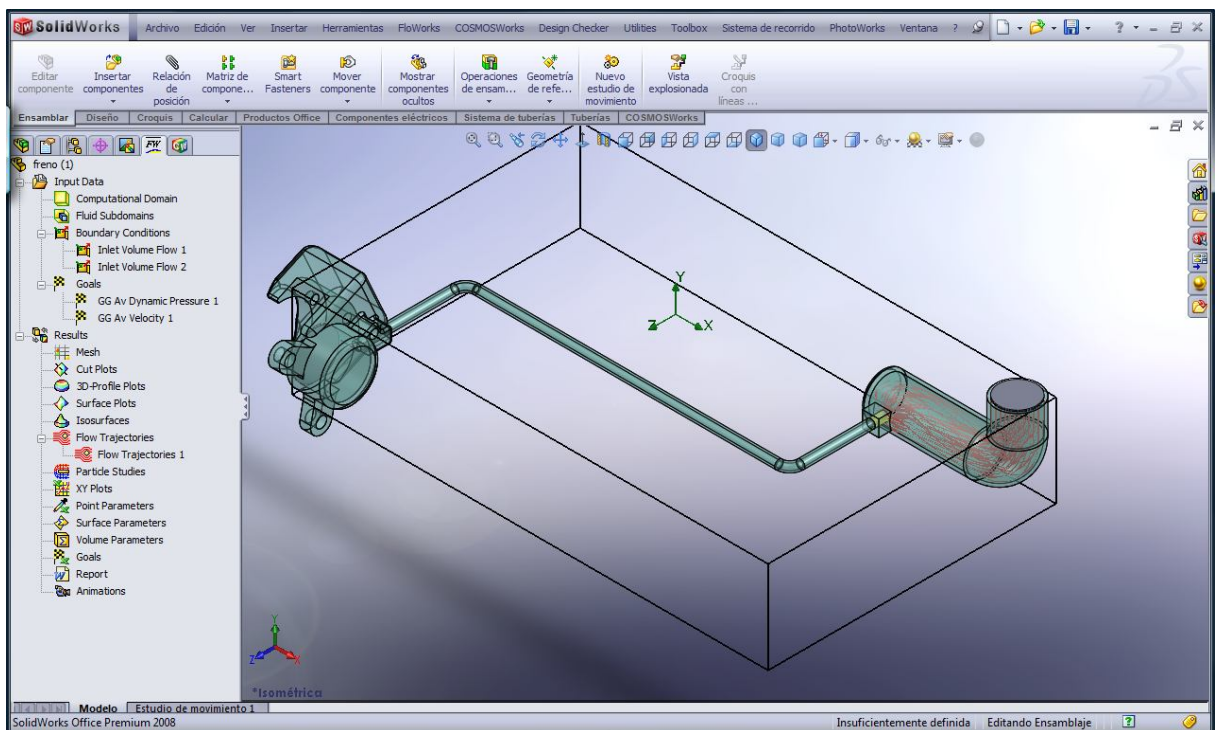 SolidWorks Archivo Edición Ver Insertar Herramientas FloWorks COSMOSWorks Design Checker Utilities Toolbox Sistema de recorrido PhotoWorks Ventana ?
Editar componente
Insertar componentes
Relación de posición
Matriz de compone...
Smart Fasteners
Mover componente
Mostrar componentes ocultos
Operaciones de ensam...
Geometría de refe...
Nuevo estudio de movimiento
Vista explosionada
Croquis con líneas ...
Ensamblar Diseño Croquis Calcular Productos Office Componentes eléctricos Sistema de tuberías Tuberías COSMOSWorks
freno (1)
Input Data
Computational Domain
Fluid Subdomains
Boundary Conditions
Inlet Volume Flow 1
Inlet Volume Flow 2
Goals
GG Av Dynamic Pressure 1
GG Av Velocity 1
Results
Mesh
Cut Plots
3D-Profile Plots
Surface Plots
Isosurfaces
Flow Trajectories
Flow Trajectories 1
Particle Studies
XY Plots
Point Parameters
Surface Parameters
Volume Parameters
Goals
Report
Animations
Y
Z X
Y
Z X
*Isométrica
Modelo Estudio de movimiento 1
SolidWorks Office Premium 2008 Insuficientemente definida Editando Ensamblaje ?